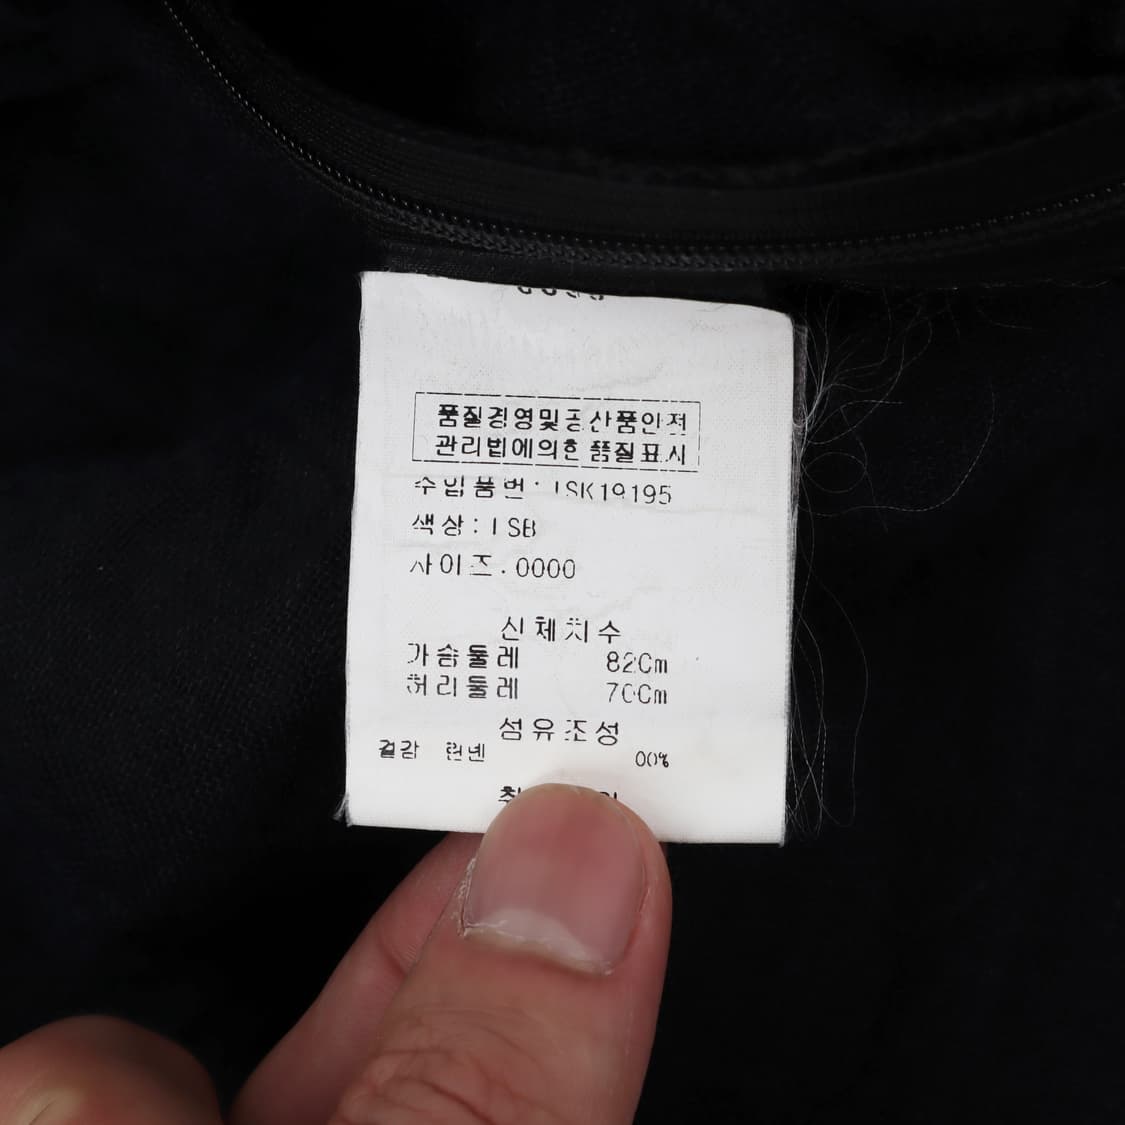 품질경영및공산품안전
관리법에의한 품질표시
수입품번: ISK19195
색상: ISB
사이즈: 0000
신체치수
가슴둘레 82Cm
허리둘레 70Cm
섬유조성
겉감 린넨 00%